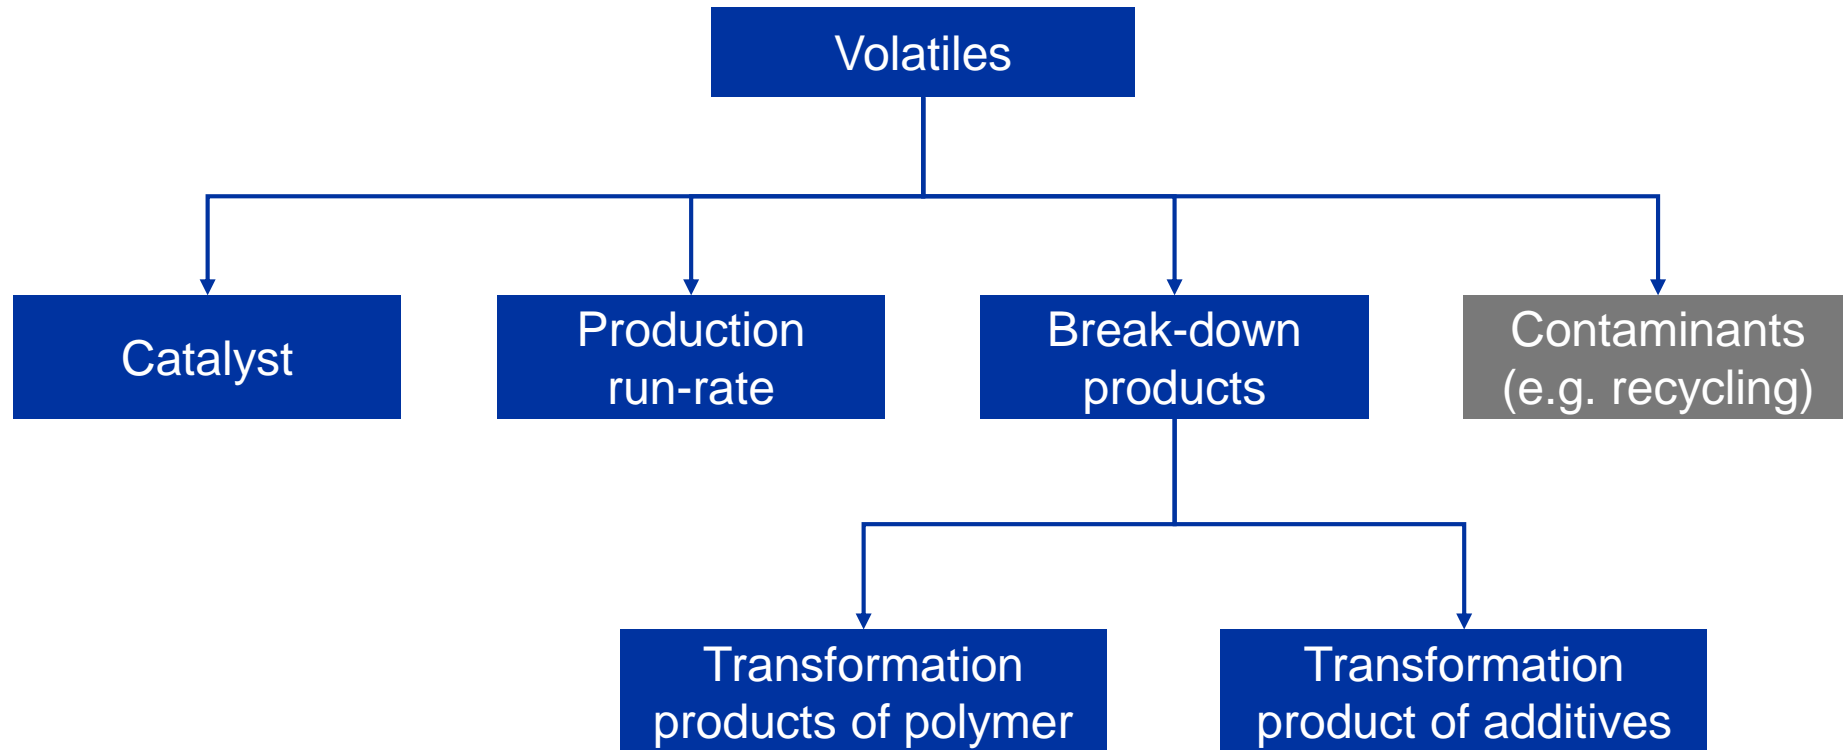 Volatiles
Catalyst
Production
run-rate
Break-down
products
Contaminants
(e.g. recycling)
Transformation
products of polymer
Transformation
product of additives